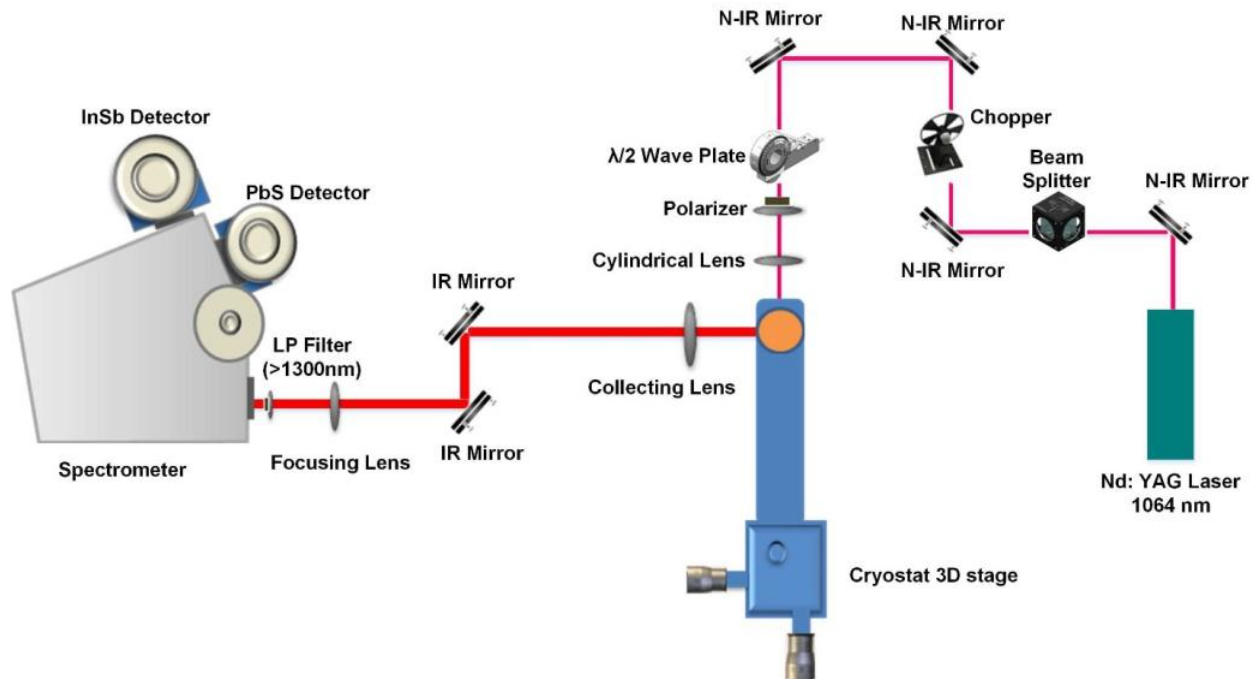 N-IR Mirror
N-IR Mirror
InSb Detector
Chopper
λ/2 Wave Plate
Beam
Splitter
N-IR Mirror
PbS Detector
Polarizer
Cylindrical Lens
N-IR Mirror
IR Mirror
LP Filter
(>1300nm)
Collecting Lens
IR Mirror
Spectrometer
Focusing Lens
Nd: YAG Laser
1064 nm
Cryostat 3D stage